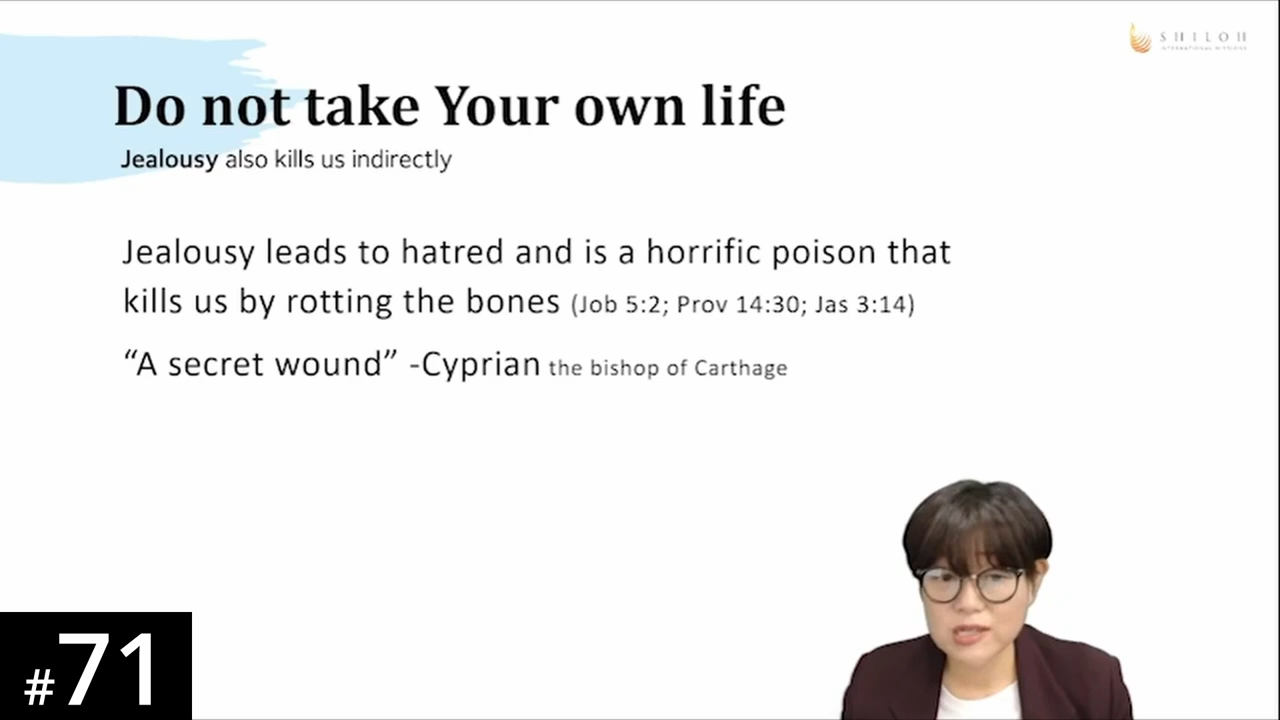 SHILOH
INTERNATIONAL MISSIONS
Do not take Your own life
Jealousy also kills us indirectly
Jealousy leads to hatred and is a horrific poison that
kills us by rotting the bones (Job 5:2; Prov 14:30; Jas 3:14)
“A secret wound” -Cyprian the bishop of Carthage
#71